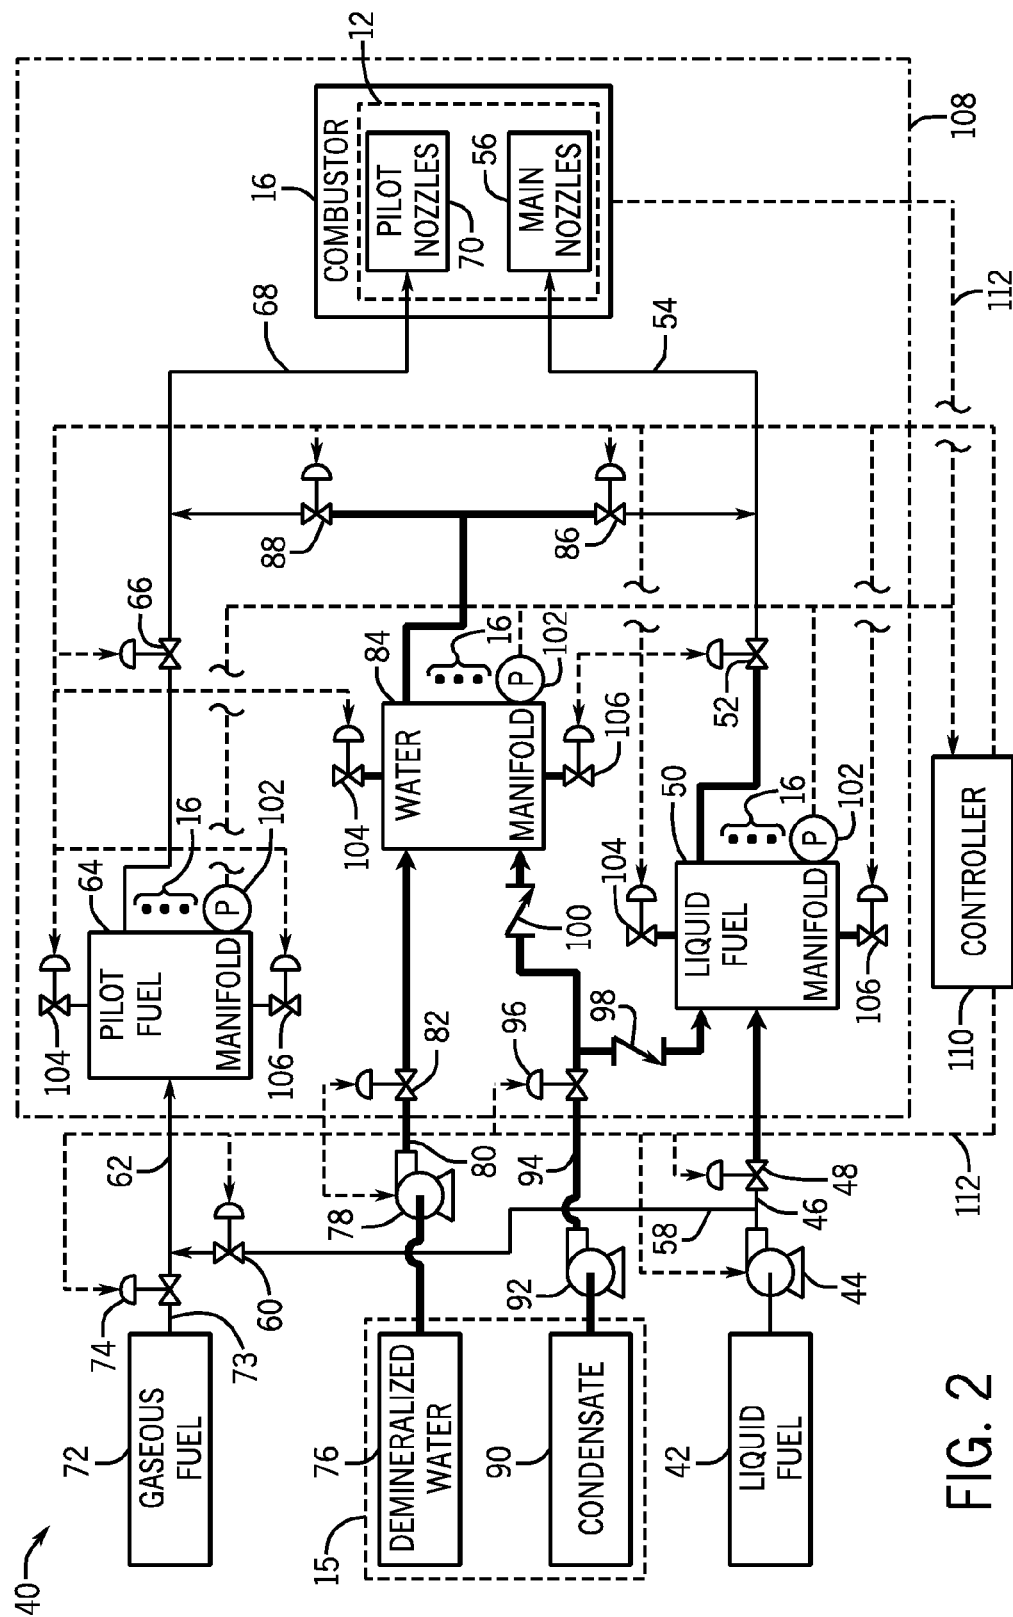 40
72
GASEOUS
FUEL
74
73
60
62
104
PILOT
FUEL
MANIFOLD
64
16
102
P
106
66
68
16
COMBUSTOR
12
PILOT
NOZZLES
70
56
MAIN
NOZZLES
15
76
DEMINERALIZED
WATER
78
80
82
104
WATER
MANIFOLD
84
16
102
P
106
88
86
54
90
CONDENSATE
92
94
96
98
100
42
LIQUID
FUEL
44
58
46
48
104
LIQUID
FUEL
MANIFOLD
50
16
102
P
106
52
108
112
110
CONTROLLER
112
FIG. 2